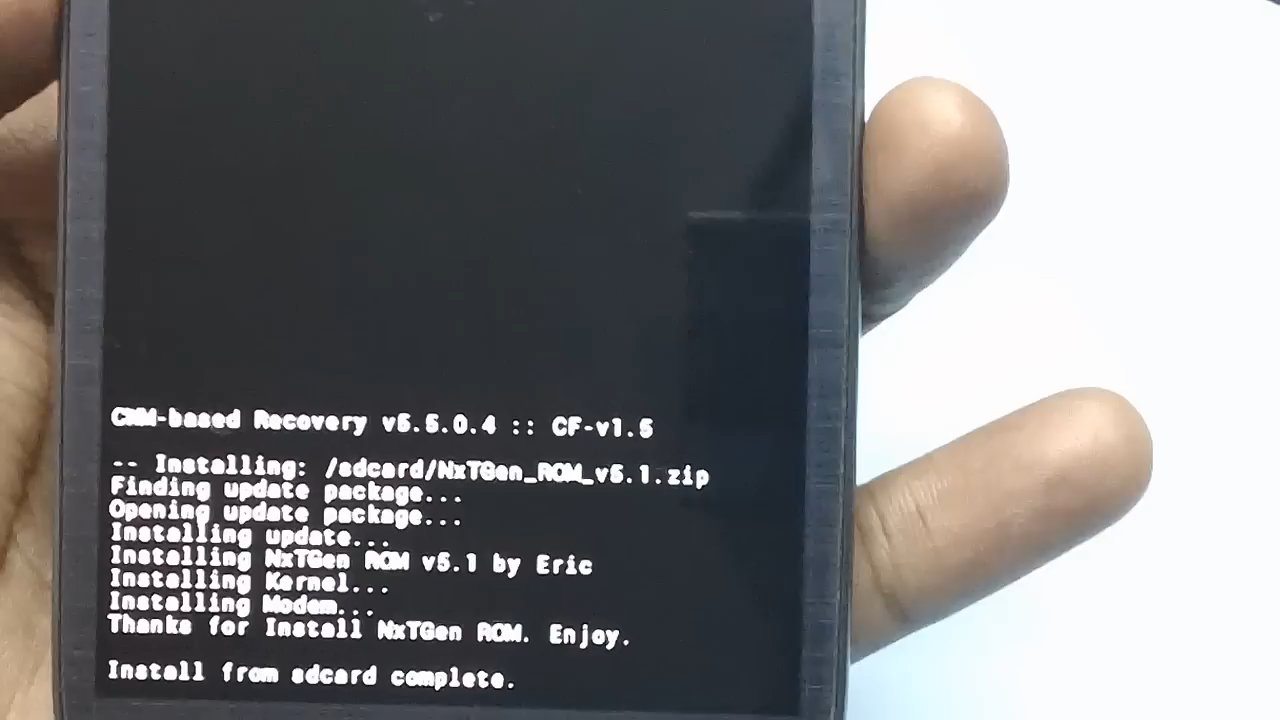 CWM-based Recovery v5.5.0.4 :: CF-v1.5
-- Installing: /sdcard/NxTGen_ROM_v5.1.zip
Finding update package...
Opening update package...
Installing update...
Installing NxTGen ROM v5.1 by Eric
Installing Kernel...
Installing Modem...
Thanks for Install NxTGen ROM. Enjoy.
Install from sdcard complete.